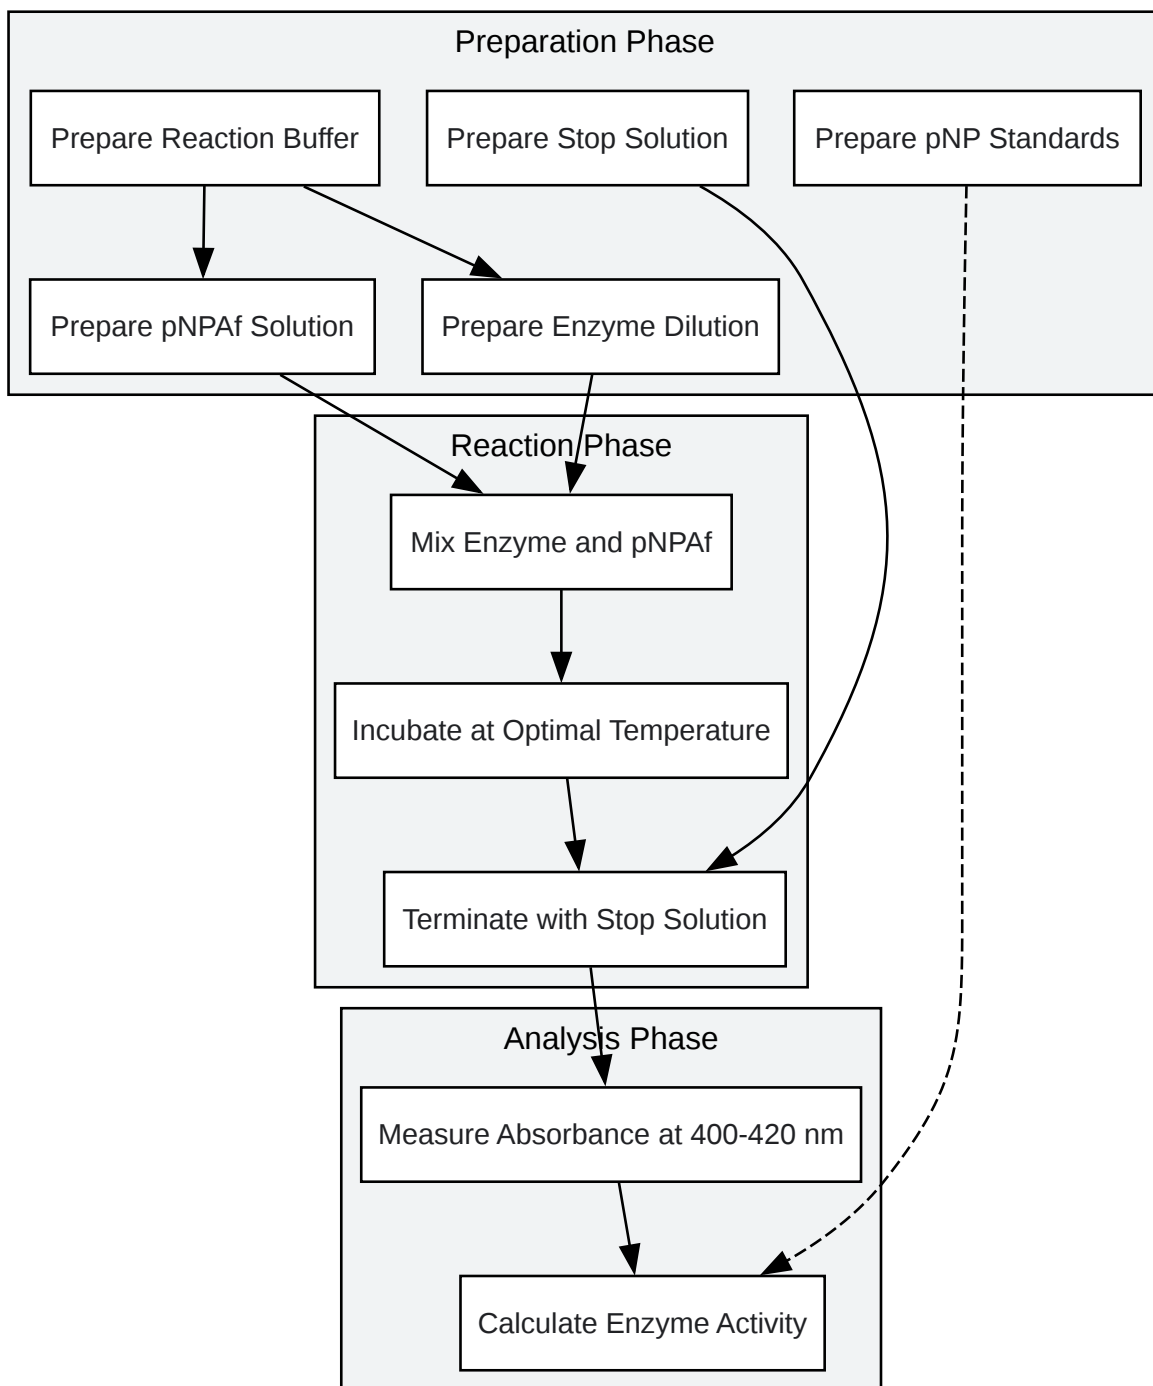 Preparation Phase
Prepare Reaction Buffer
Prepare Stop Solution
Prepare pNP Standards
Prepare pNPAf Solution
Prepare Enzyme Dilution
Reaction Phase
Mix Enzyme and pNPAf
Incubate at Optimal Temperature
Terminate with Stop Solution
Analysis Phase
Measure Absorbance at 400-420 nm
Calculate Enzyme Activity